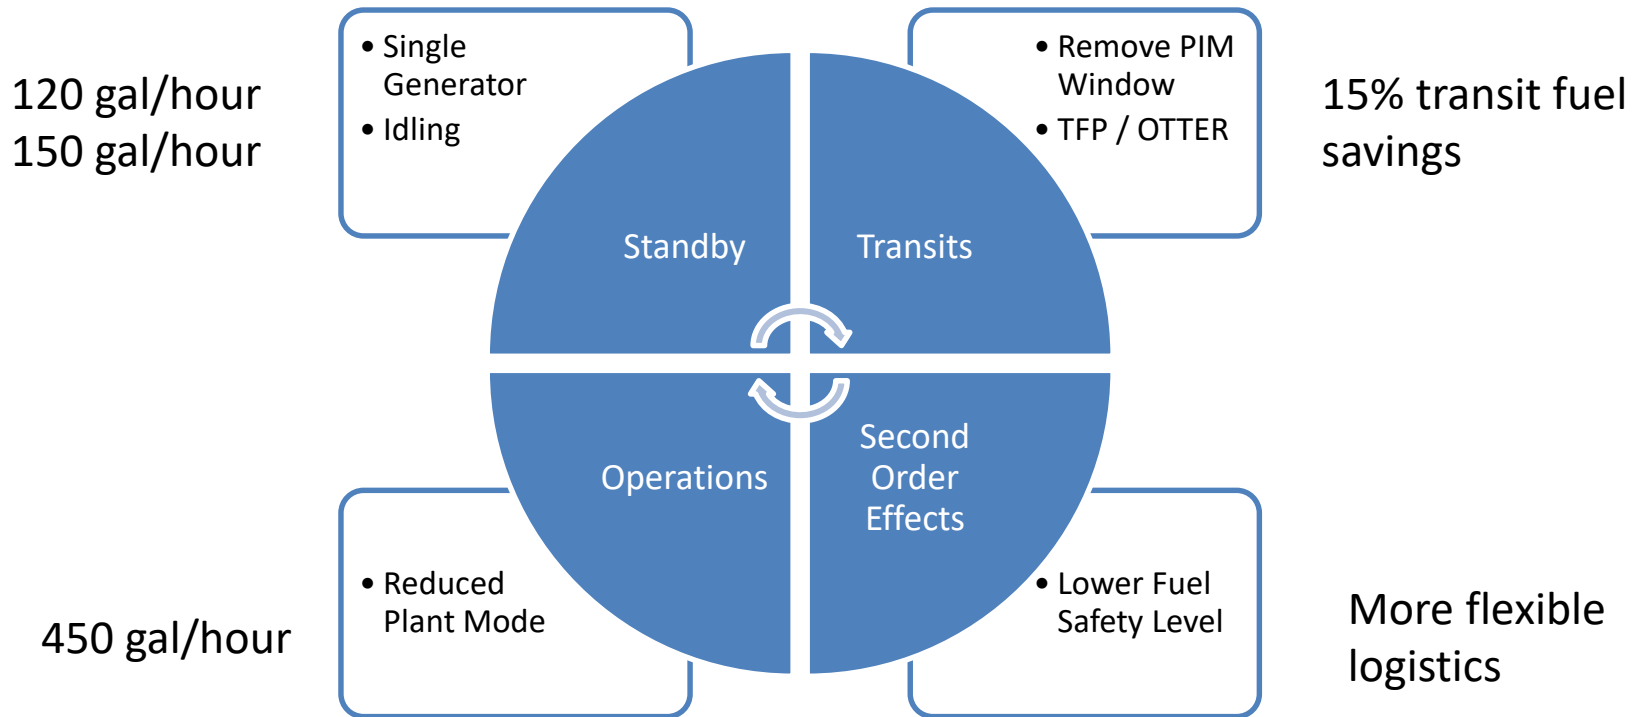 120 gal/hour
150 gal/hour
• Single
Generator
• Idling
Standby
• Remove PIM
Window
• TFP / OTTER
Transits
15% transit fuel
savings
450 gal/hour
• Reduced
Plant Mode
Operations
Second
Order
Effects
• Lower Fuel
Safety Level
More flexible
logistics